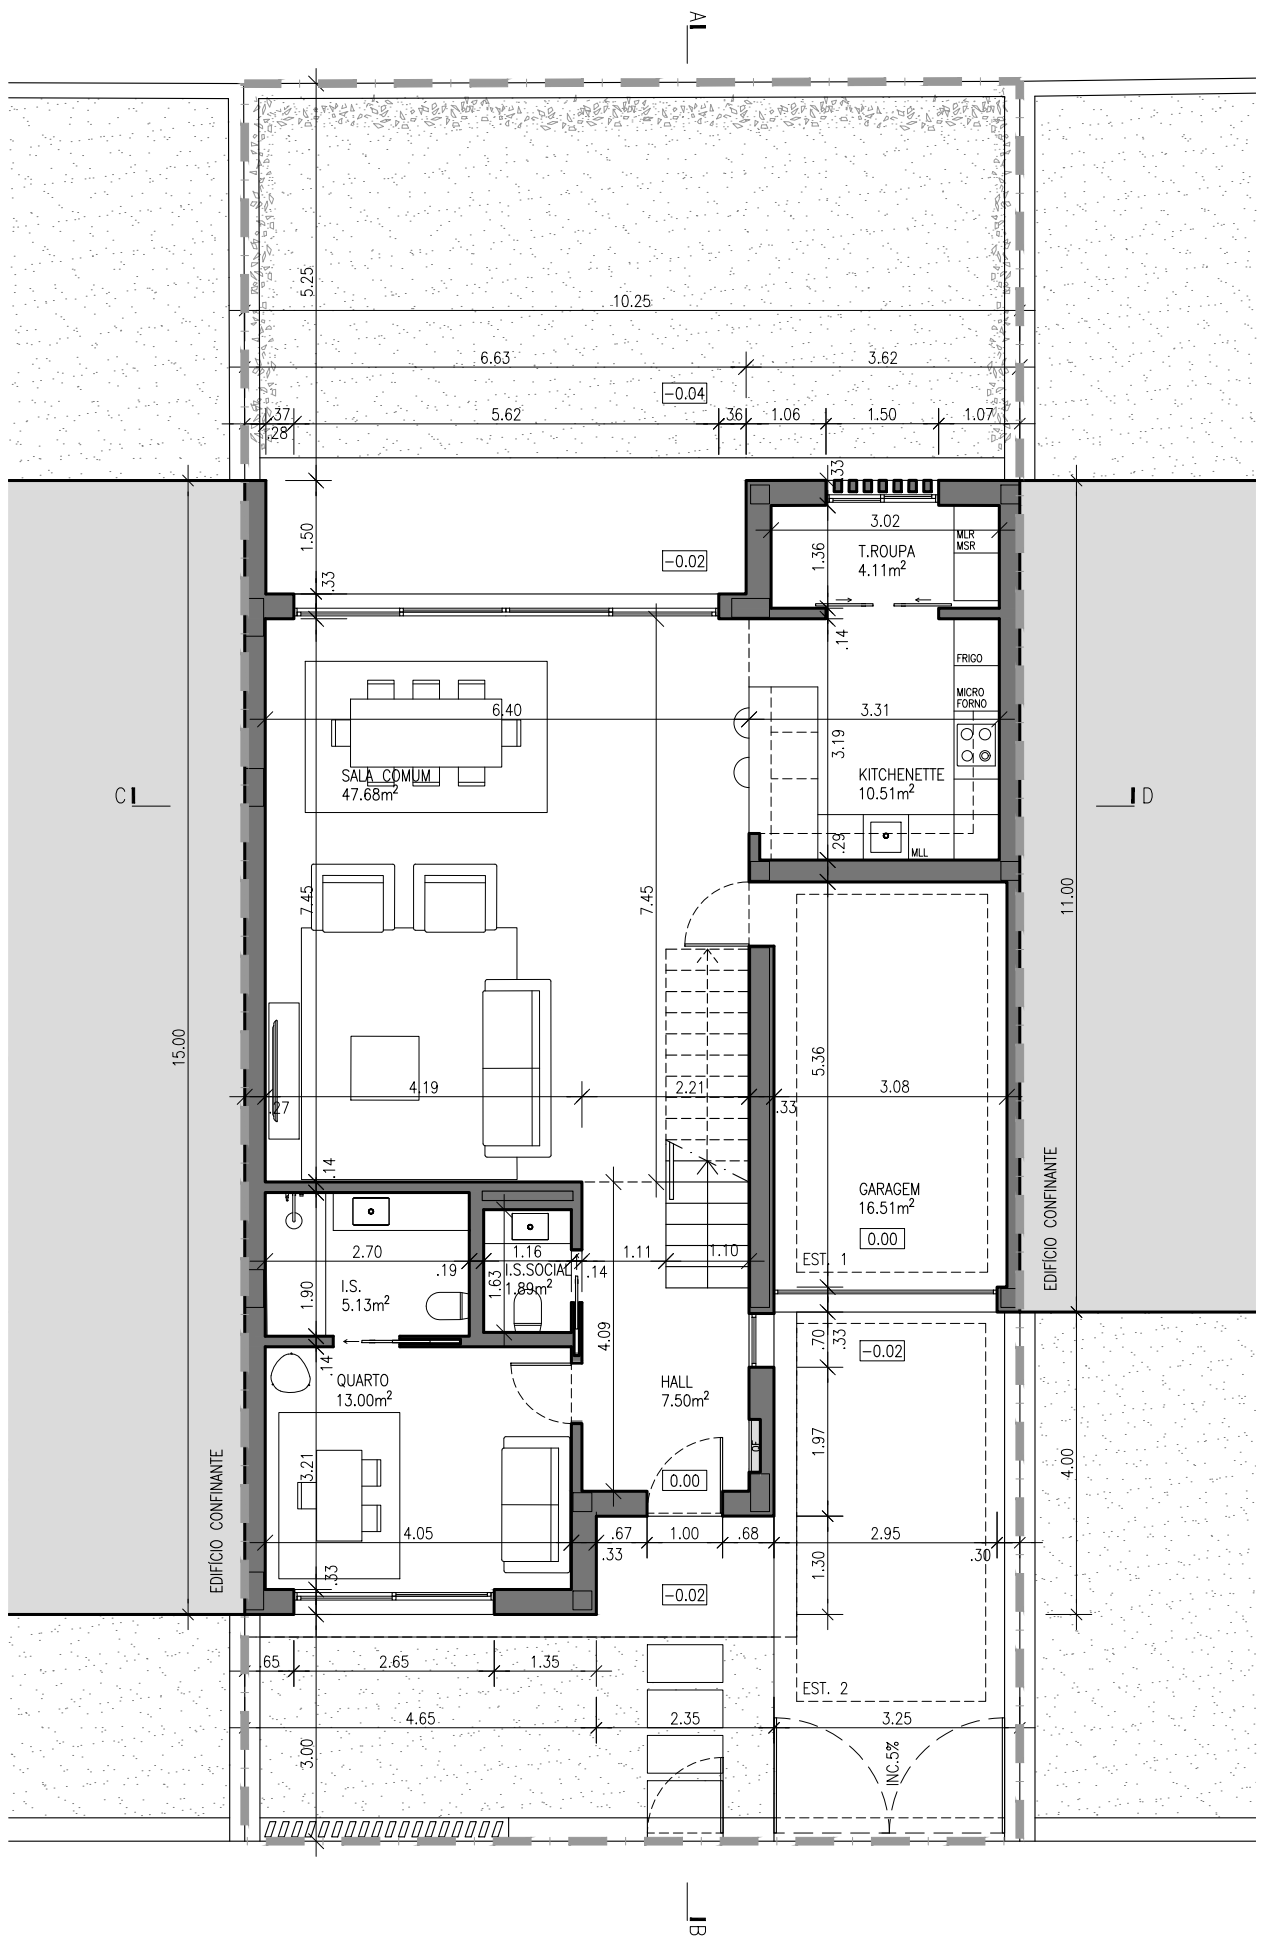 A
5.25
10.25
6.63
3.62
-0.04
.37
5.62
.36
1.06
1.50
1.07
.28
.33
3.02
MLR
MSR
1.50
1.36
T.ROUPA
4.11m²
-0.02
.33
.14
FRIGO
MICRO
FORNO
6.40
3.31
3.19
SALA COMUM
47.68m²
KITCHENETTE
10.51m²
C
D
.29
MLL
7.45
7.45
11.00
15.00
5.36
4.19
2.21
3.08
.27
.33
.14
EDIFÍCIO CONFINANTE
GARAGEM
16.51m²
0.00
EST. 1
2.70
1.16
1.11
1.10
.19
1.63
I.S.SOCIAL
1.89m²
.14
1.90
I.S.
5.13m²
4.09
.70
.33
-0.02
.14
QUARTO
13.00m²
HALL
7.50m²
QE
1.97
3.21
0.00
4.00
EDIFÍCIO CONFINANTE
4.05
.67
1.00
.68
2.95
.33
.30
.33
1.30
-0.02
.65
2.65
1.35
EST. 2
4.65
2.35
3.25
3.00
INC.5%
B